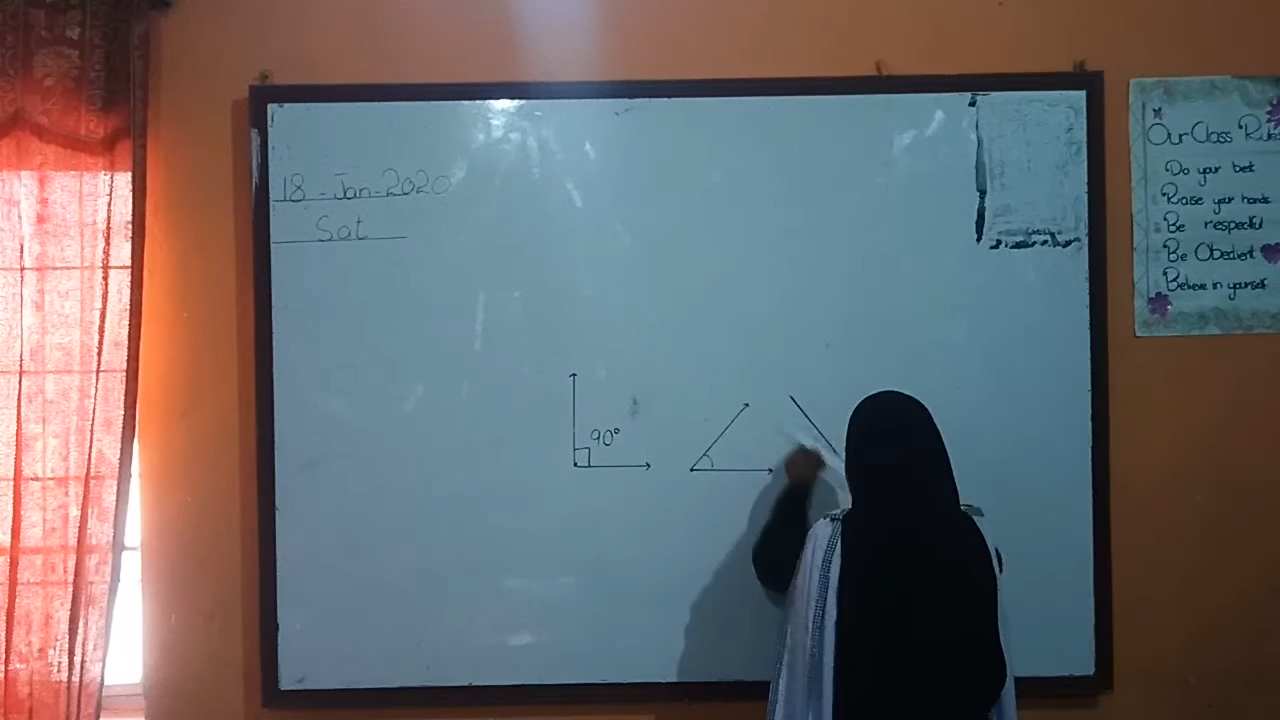 18-Jan-2020
Sat
90°
Our Class Rules
Do your best
Raise your hands
Be respectful
Be Obedient
Believe in yourself